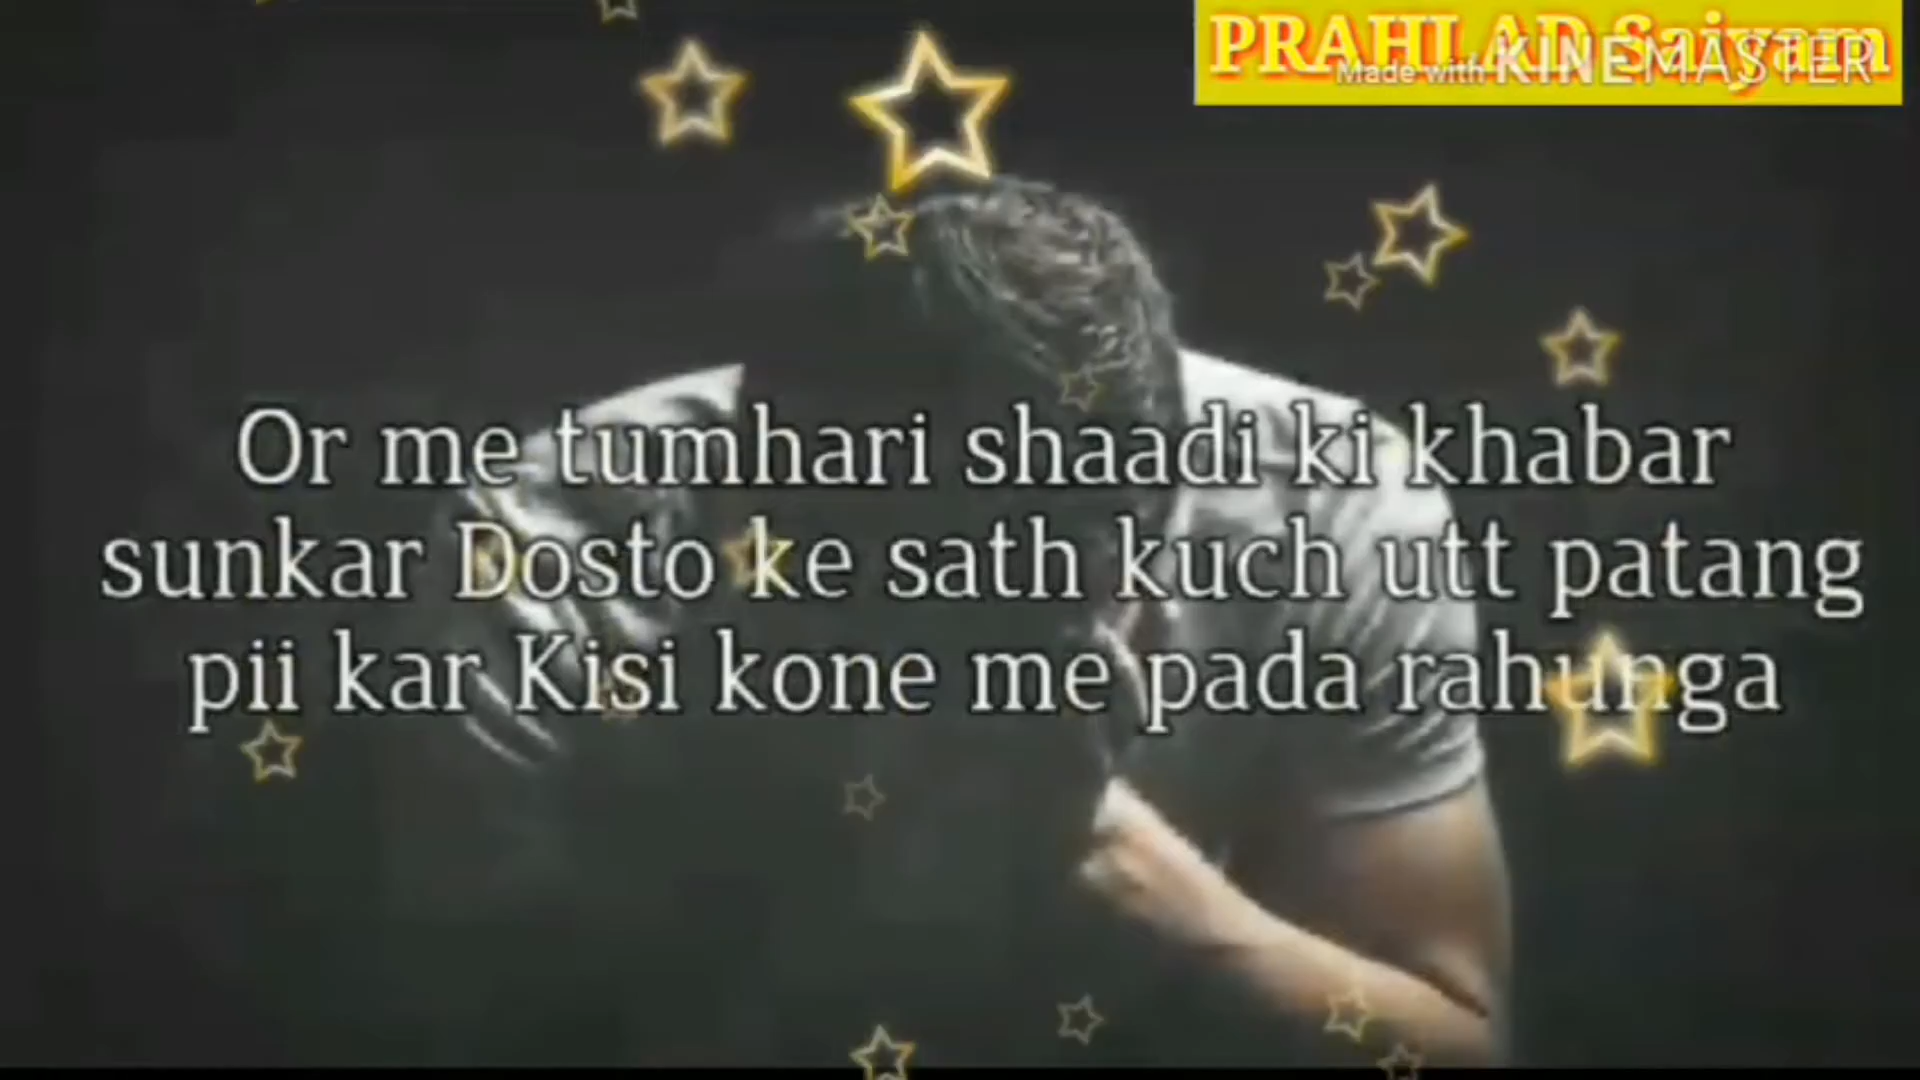 PRAHLAD Saiyam
Made with KINEMASTER
Or me tumhari shaadi ki khabar
sunkar Dosto ke sath kuch utt patang
pii kar Kisi kone me pada rahunga